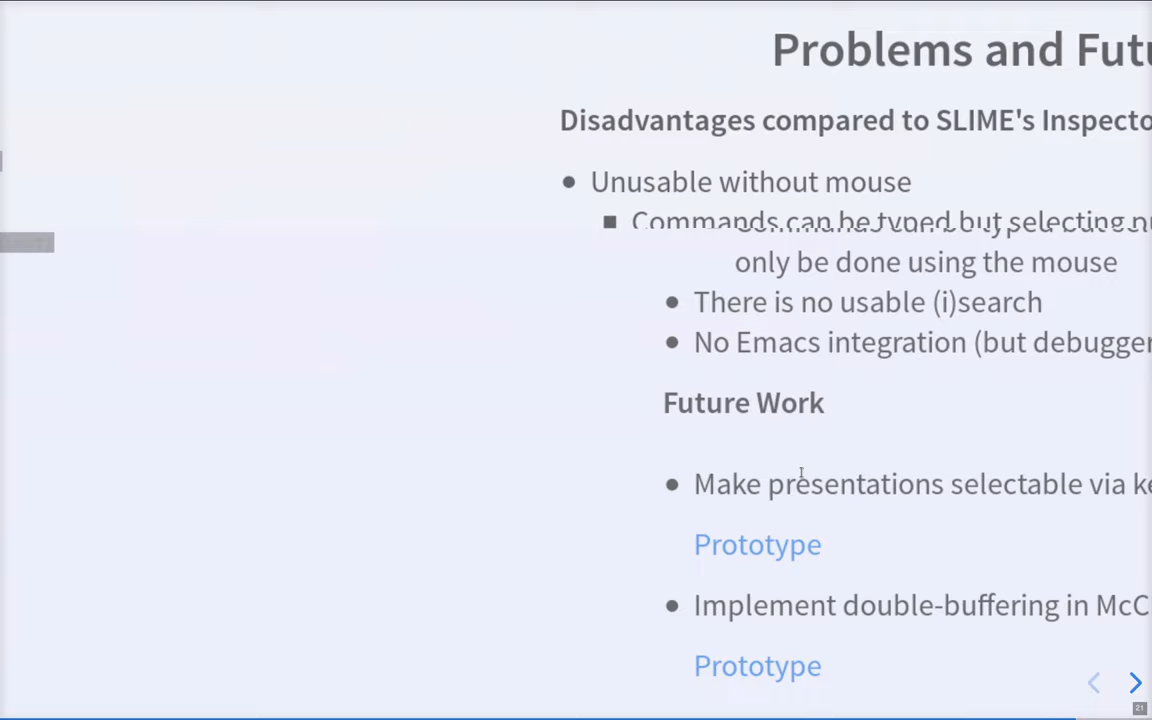 Problems and Futu
Disadvantages compared to SLIME's Inspecto
Unusable without mouse
Commands can be typed but selecting
only be done using the mouse
There is no usable (i)search
No Emacs integration (but debugger
Future Work
Make presentations selectable via ke
Prototype
Implement double-buffering in McC
Prototype
21